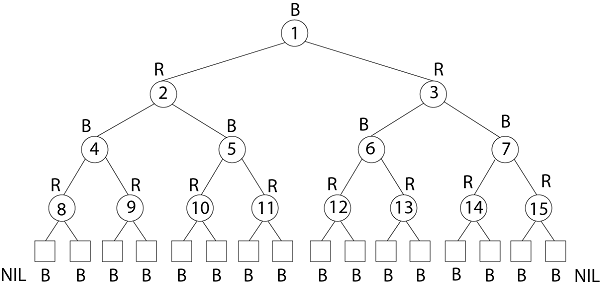 B
1
R R
2 3
B B B B
4 5 6 7
R R R R R R R R
8 9 10 11 12 13 14 15
NIL B B B B B B B B B B B B B B B B NIL